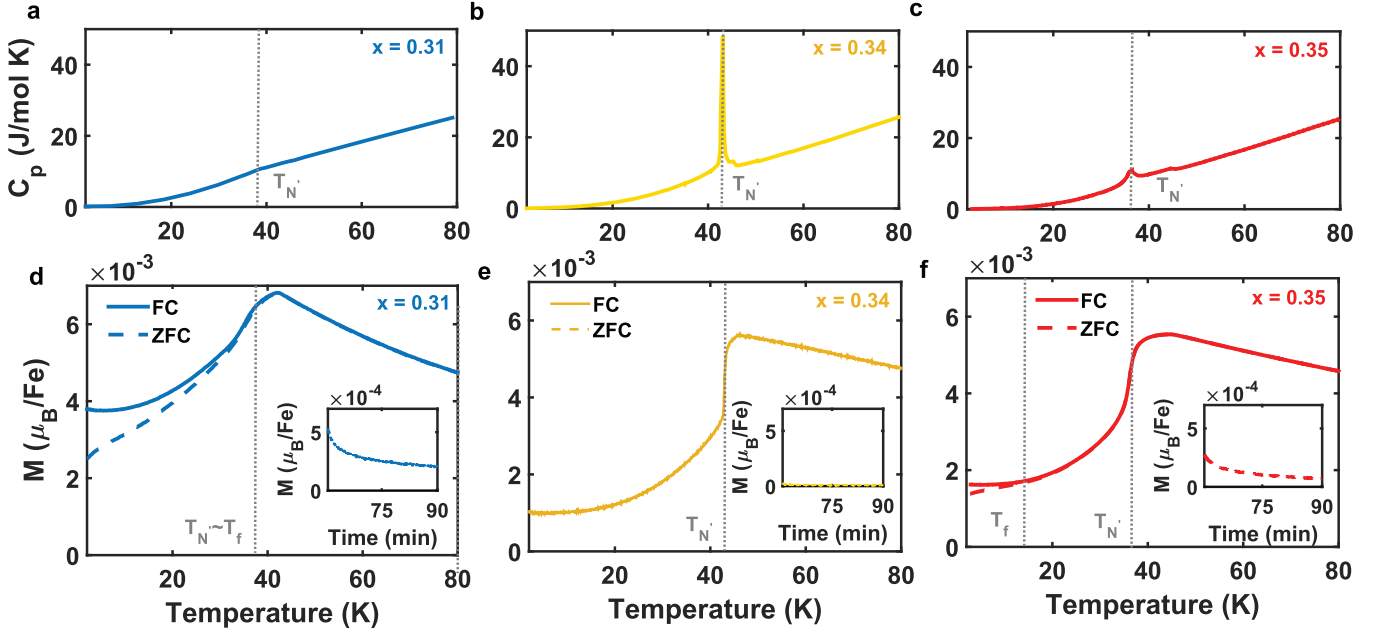 a
x = 0.31
C_p (J/mol K)
40
20
0
T_N'
20 40 60 80
b
x = 0.34
40
20
0
T_N'
20 40 60 80
c
x = 0.35
40
20
0
T_N'
20 40 60 80
d
×10^-3
x = 0.31
FC
ZFC
M (μ_B/Fe)
6
4
2
0
T_N'~T_f
×10^-4
M (μ_B/Fe)
5
0
75 90
Time (min)
20 40 60 80
Temperature (K)
e
×10^-3
x = 0.34
FC
ZFC
6
4
2
0
T_N'
×10^-4
M (μ_B/Fe)
5
0
75 90
Time (min)
20 40 60 80
Temperature (K)
f
×10^-3
x = 0.35
FC
ZFC
6
4
2
0
T_f
T_N'
×10^-4
M (μ_B/Fe)
5
0
75 90
Time (min)
20 40 60 80
Temperature (K)